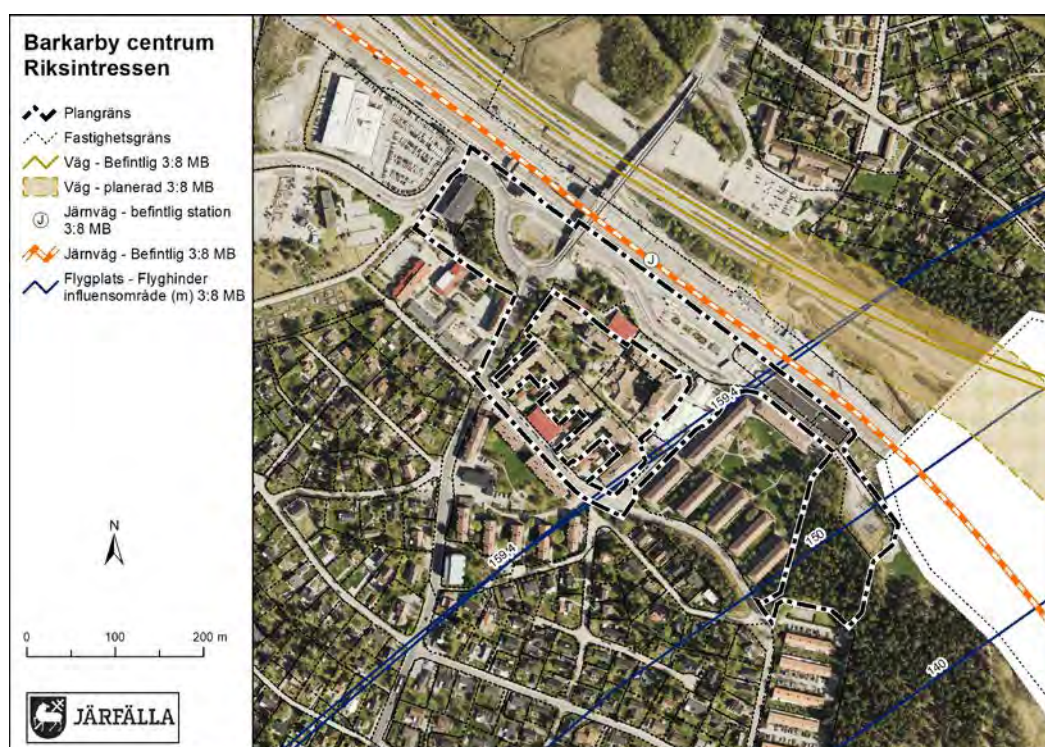 Barkarby centrum
Riksintressen
Plangräns
Fastighetsgräns
Väg - Befintlig 3:8 MB
Väg - planerad 3:8 MB
J
Järnväg - befintlig station
3:8 MB
Järnväg - Befintlig 3:8 MB
Flygplats - Flyghinder
influensområde (m) 3:8 MB
N
0 100 200 m
JÄRFÄLLA
J
159,4
159,4
150
140